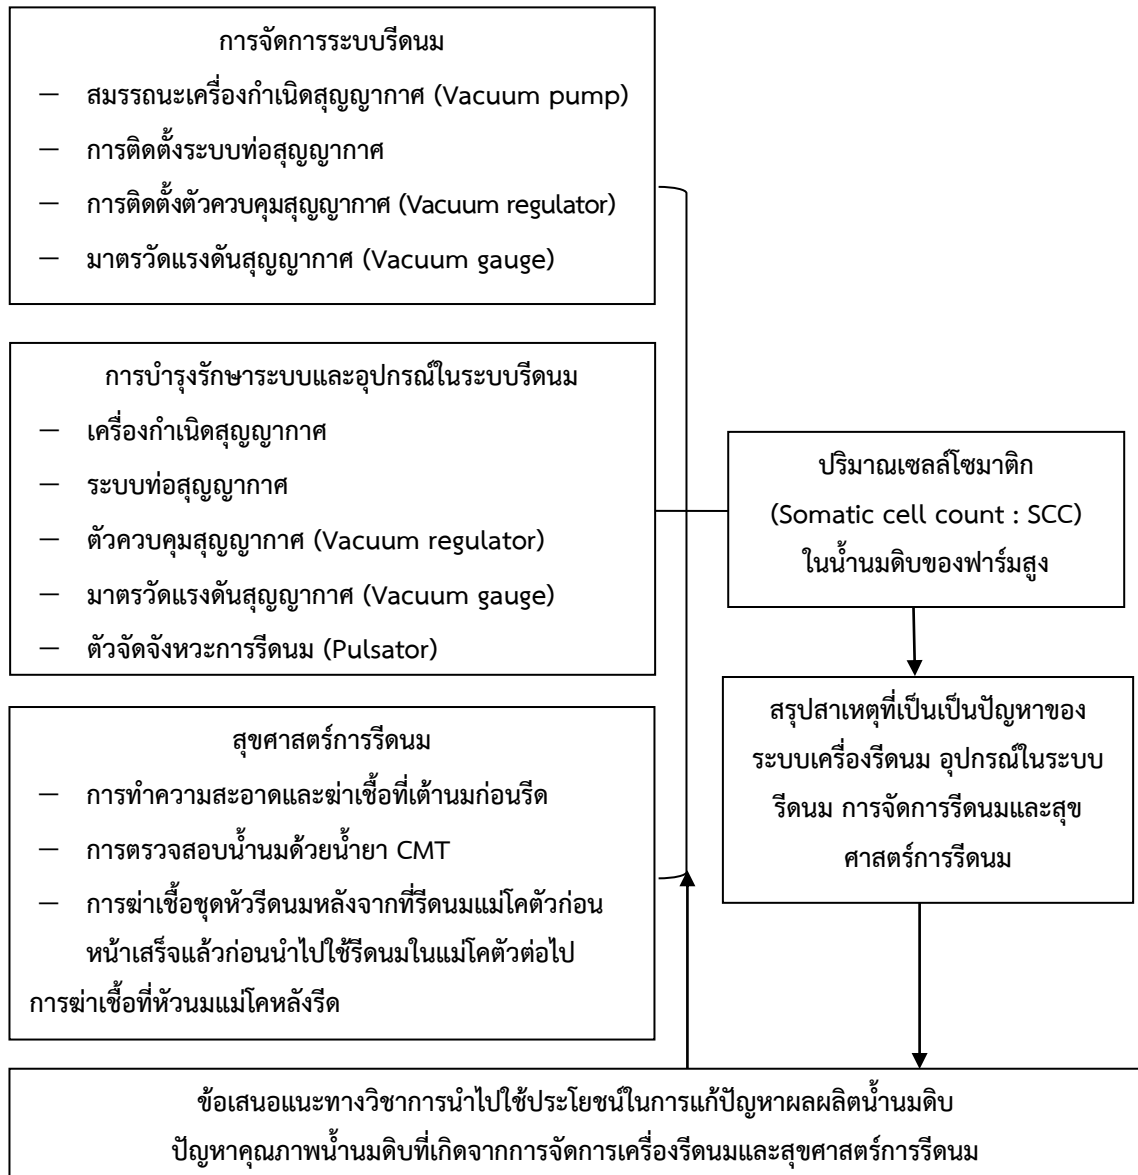 การจัดการระบบรีดนม
— สมรรถนะเครื่องกำเนิดสุญญากาศ (Vacuum pump)
— การติดตั้งระบบท่อสุญญากาศ
— การติดตั้งตัวควบคุมสุญญากาศ (Vacuum regulator)
— มาตรวัดแรงดันสุญญากาศ (Vacuum gauge)
การบำรุงรักษาระบบและอุปกรณ์ในระบบรีดนม
— เครื่องกำเนิดสุญญากาศ
— ระบบท่อสุญญากาศ
— ตัวควบคุมสุญญากาศ (Vacuum regulator)
— มาตรวัดแรงดันสุญญากาศ (Vacuum gauge)
— ตัวจัดจังหวะการรีดนม (Pulsator)
สุขศาสตร์การรีดนม
— การทำความสะอาดและฆ่าเชื้อที่เต้านมก่อนรีด
— การตรวจสอบน้ำนมด้วยน้ำยา CMT
— การฆ่าเชื้อชุดหัวรีดนมหลังจากที่รีดนมแม่โคตัวก่อน
หน้าเสร็จแล้วก่อนนำไปใช้รีดนมในแม่โคตัวต่อไป
การฆ่าเชื้อที่หัวนมแม่โคหลังรีด
ปริมาณเซลล์โซมาติก
(Somatic cell count : SCC)
ในน้ำนมดิบของฟาร์มสูง
สรุปสาเหตุที่เป็นเป็นปัญหาของ
ระบบเครื่องรีดนม อุปกรณ์ในระบบ
รีดนม การจัดการรีดนมและสุข
ศาสตร์การรีดนม
ข้อเสนอแนะทางวิชาการนำไปใช้ประโยชน์ในการแก้ปัญหาผลผลิตน้ำนมดิบ
ปัญหาคุณภาพน้ำนมดิบที่เกิดจากการจัดการเครื่องรีดนมและสุขศาสตร์การรีดนม